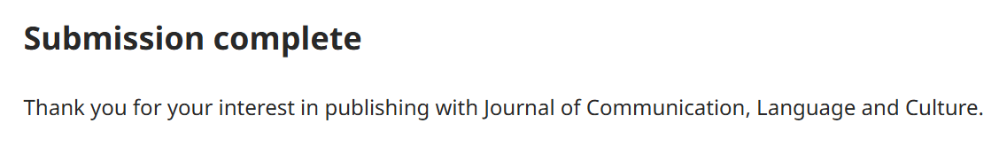 Submission complete
Thank you for your interest in publishing with Journal of Communication, Language and Culture.